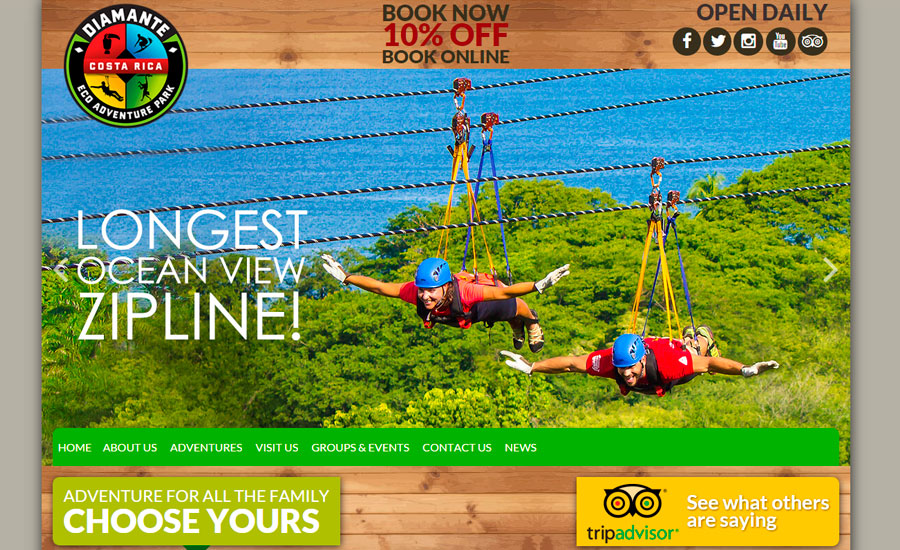 DIAMANTE
COSTA RICA
ECO ADVENTURE PARK
BOOK NOW
10% OFF
BOOK ONLINE
OPEN DAILY
You
Tube
LONGEST
OCEAN VIEW
ZIPLINE!
HOME ABOUT US ADVENTURES VISIT US GROUPS & EVENTS CONTACT US NEWS
ADVENTURE FOR ALL THE FAMILY
CHOOSE YOURS
tripadvisor®
See what others
are saying